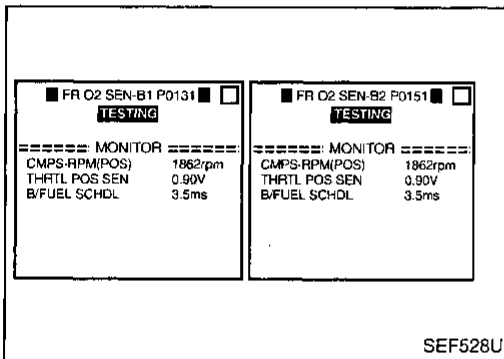 FR O2 SEN-B1 P0131
TESTING
====== MONITOR ======
CMPS-RPM(POS) 1862rpm
THRTL POS SEN 0.90V
B/FUEL SCHDL 3.5ms
FR O2 SEN-B2 P0151
TESTING
====== MONITOR ======
CMPS-RPM(POS) 1862rpm
THRTL POS SEN 0.90V
B/FUEL SCHDL 3.5ms
SEF528U